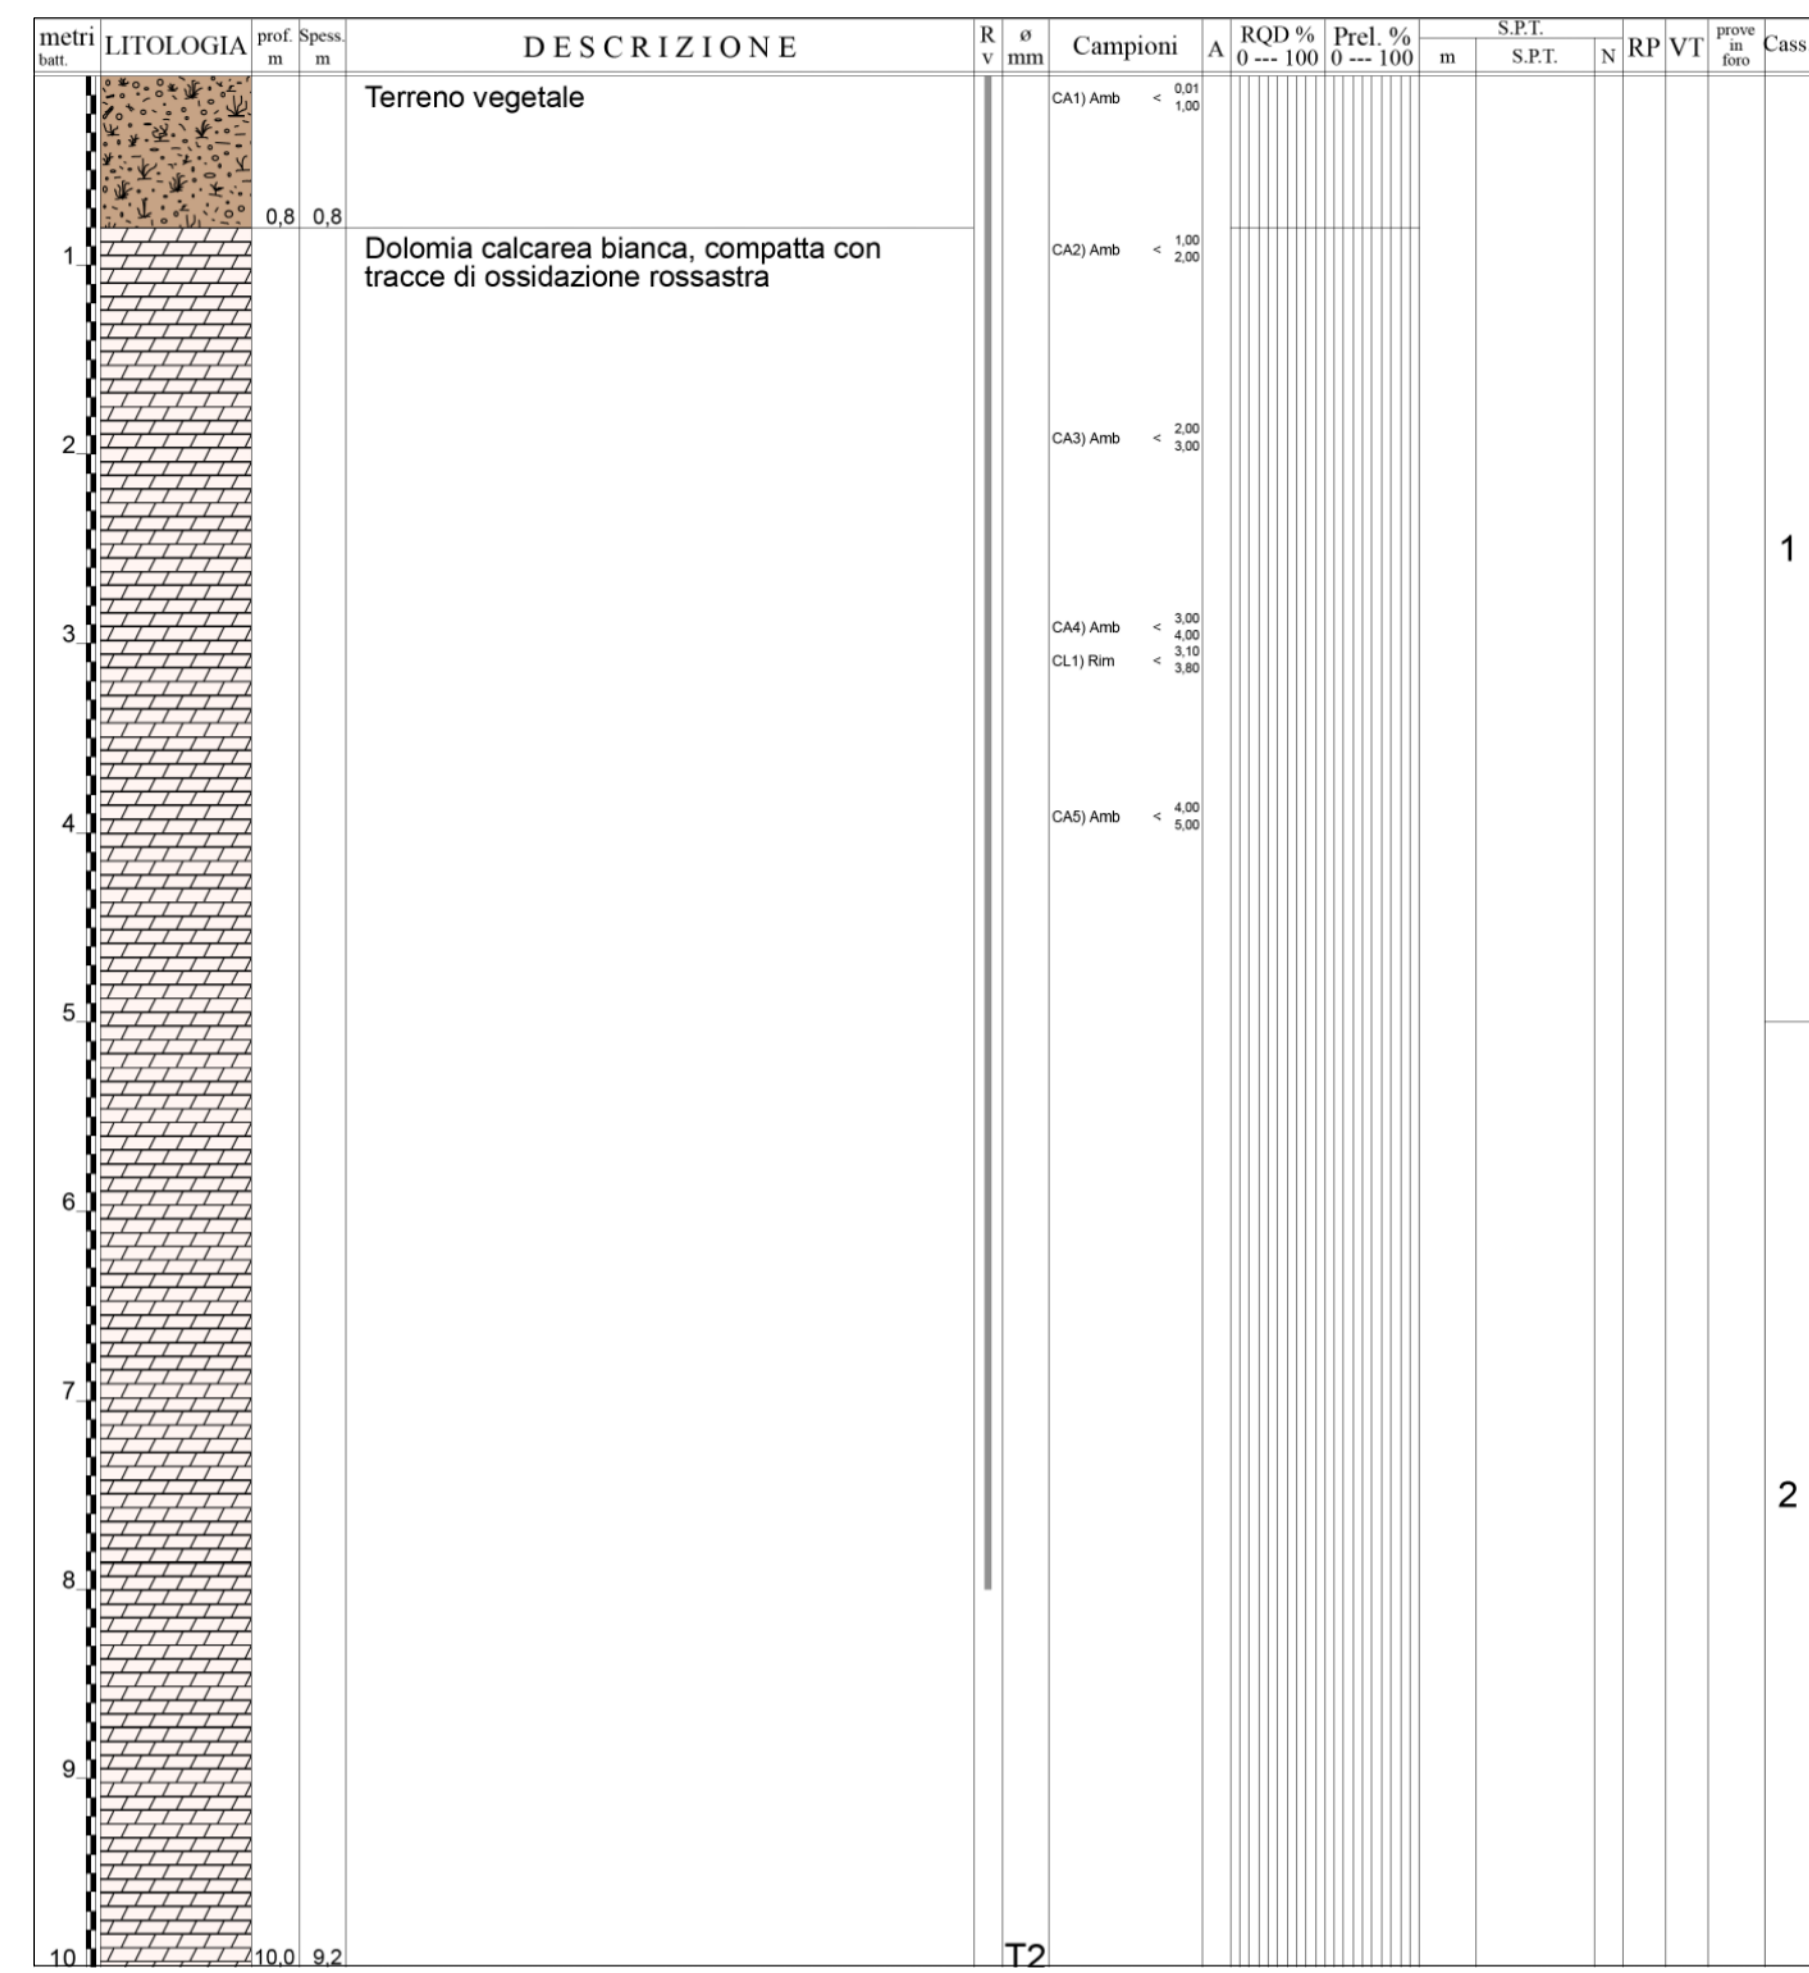 metri batt. LITOLOGIA prof. m Spess. m DESCRIZIONE R v ø mm Campioni A RQD % 0 --- 100 Prel. % 0 --- 100 S.P.T. m S.P.T. N RP VT prove in foro Cass
Terreno vegetale
CA1) Amb < 0,01 1,00
0,8 0,8
Dolomia calcarea bianca, compatta con
tracce di ossidazione rossastra
CA2) Amb < 1,00 2,00
1
CA3) Amb < 2,00 3,00
2
1
CA4) Amb < 3,00 4,00
3
CL1) Rim < 3,10 3,80
CA5) Amb < 4,00 5,00
4
5
6
7
2
8
9
10 10,0 9,2 T2